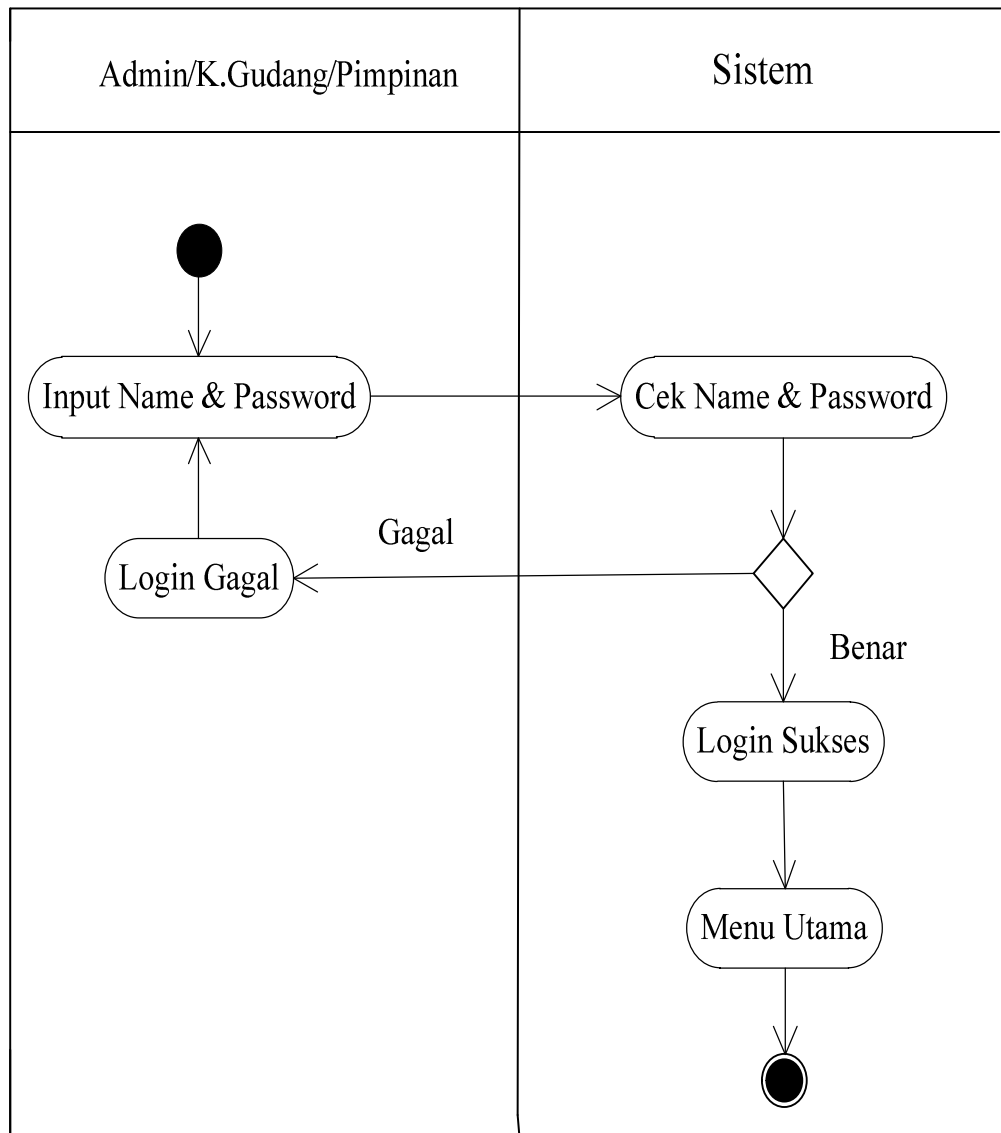 Admin/K.Gudang/Pimpinan
Sistem
Input Name & Password
Cek Name & Password
Gagal
Login Gagal
Benar
Login Sukses
Menu Utama